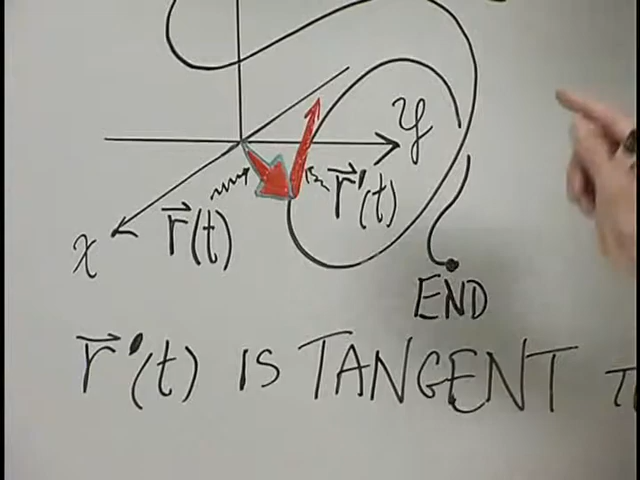 y
r⃗(t)
r⃗'(t)
x
END
r⃗'(t) IS TANGENT